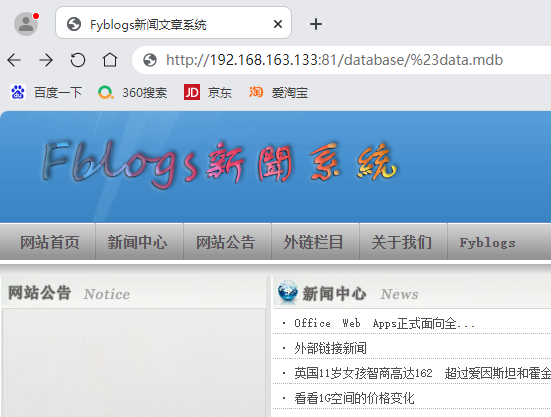 Fyblogs新闻文章系统
http://192.168.163.133:81/database/%23data.mdb
百度一下 360搜索 JD 京东 淘 爱淘宝
Fblogs新聞系統
网站首页 新闻中心 网站公告 外链栏目 关于我们 Fyblogs
网站公告 Notice
新闻中心 News
· Office Web Apps正式面向全...
· 外部链接新闻
· 英国11岁女孩智商高达162 超过爱因斯坦和霍金
· 看看1G空间的价格变化